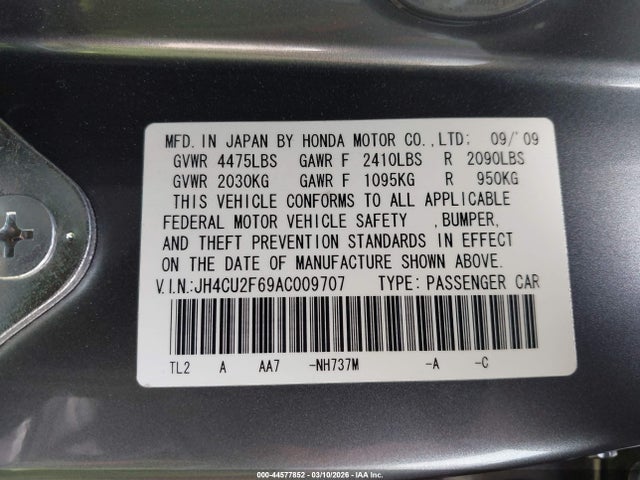 MFD. IN JAPAN BY HONDA MOTOR CO., LTD: 09/'09
GVWR 4475LBS GAWR F 2410LBS R 2090LBS
GVWR 2030KG GAWR F 1095KG R 950KG
THIS VEHICLE CONFORMS TO ALL APPLICABLE
FEDERAL MOTOR VEHICLE SAFETY , BUMPER,
AND THEFT PREVENTION STANDARDS IN EFFECT
ON THE DATE OF MANUFACTURE SHOWN ABOVE.
V.I.N.:JH4CU2F69AC009707 TYPE: PASSENGER CAR
TL2 A AA7 -NH737M -A -C
000-44577852 - 03/10/2026 - IAA Inc.